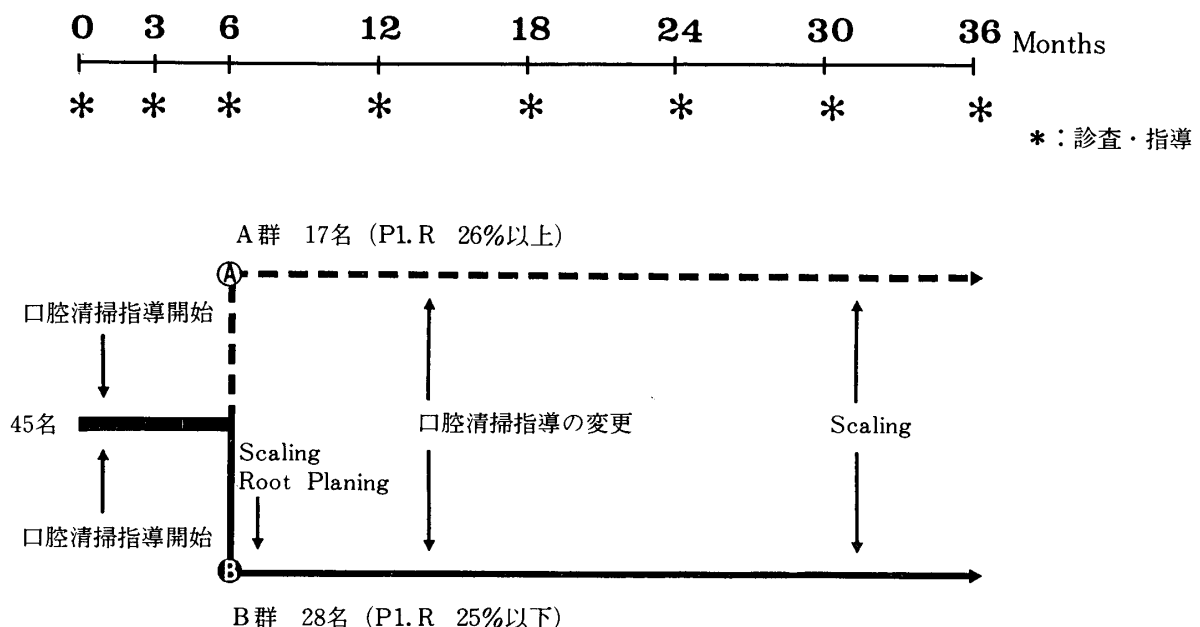 0 3 6 12 18 24 30 36 Months
* * * * * * * *
*：診査・指導
A群 17名 (P1.R 26%以上)
Ⓐ
口腔清掃指導開始
45名
口腔清掃指導の変更
Scaling
Scaling
Root Planing
口腔清掃指導開始
Ⓑ
B群 28名 (P1.R 25%以下)